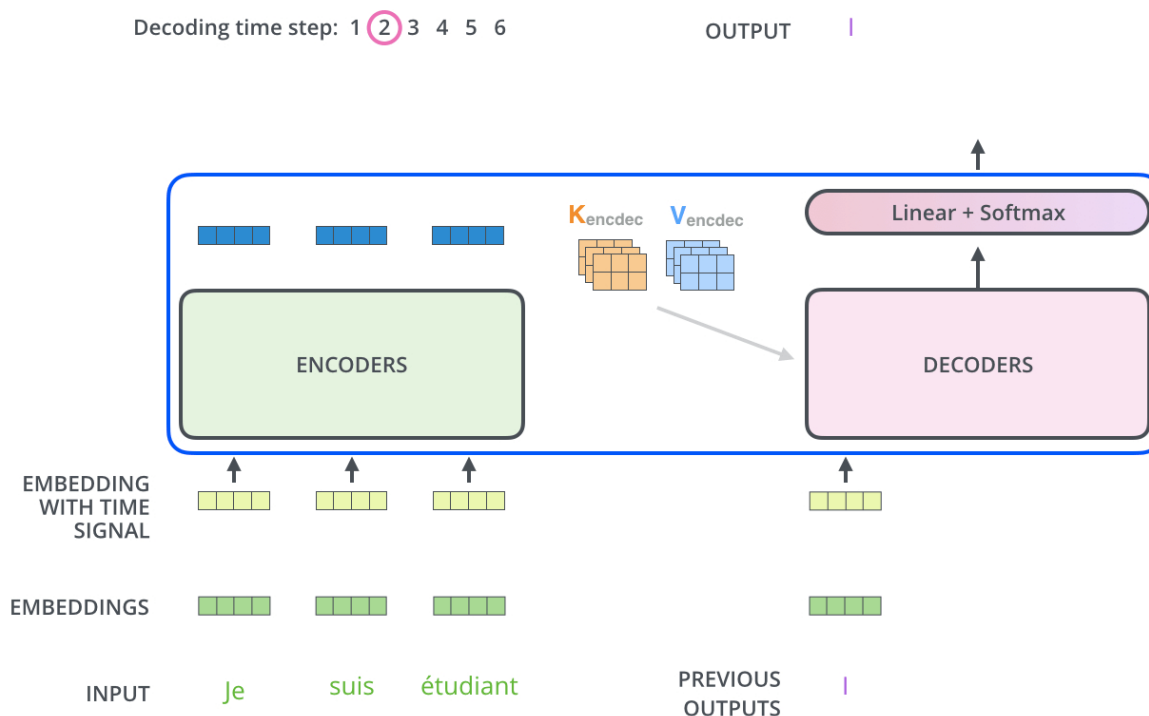 Decoding time step: 1 2 3 4 5 6
OUTPUT I
Kencdec Vencdec
Linear + Softmax
ENCODERS
DECODERS
EMBEDDING
WITH TIME
SIGNAL
EMBEDDINGS
INPUT Je suis étudiant
PREVIOUS
OUTPUTS
I